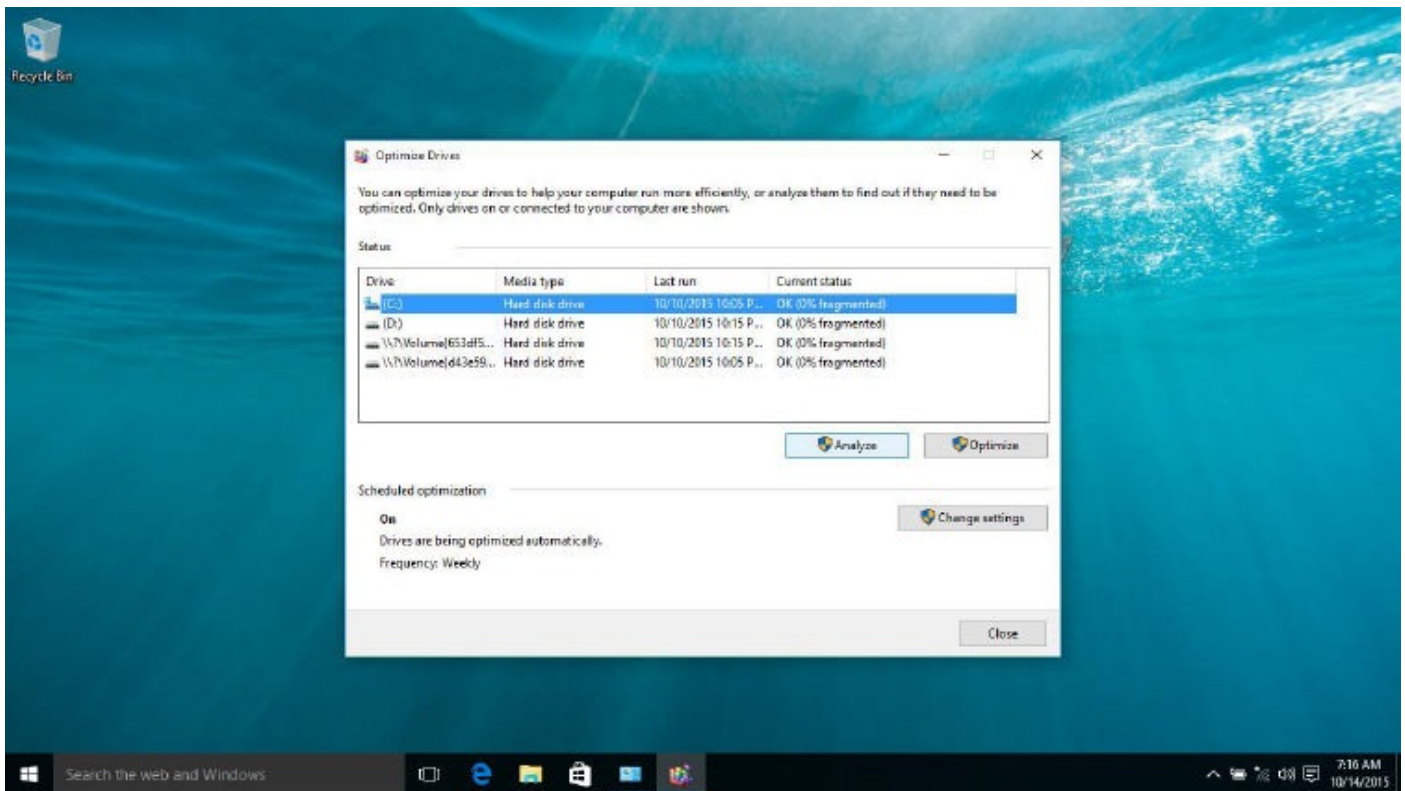 Recycle Bin
Optimize Drives
You can optimize your drives to help your computer run more efficiently, or analyze them to find out if they need to be
optimized. Only drives on or connected to your computer are shown.
Status
Drive Media type Last run Current status
(C:) Hard disk drive 10/10/2015 10:05 P... OK (0% fragmented)
(D:) Hard disk drive 10/10/2015 10:15 P... OK (0% fragmented)
\\?\Volume{653df5... Hard disk drive 10/10/2015 10:15 P... OK (0% fragmented)
\\?\Volume{d43e59... Hard disk drive 10/10/2015 10:05 P... OK (0% fragmented)
Analyze Optimize
Scheduled optimization
On Change settings
Drives are being optimized automatically.
Frequency: Weekly
Close
Search the web and Windows
7:16 AM
10/14/2015